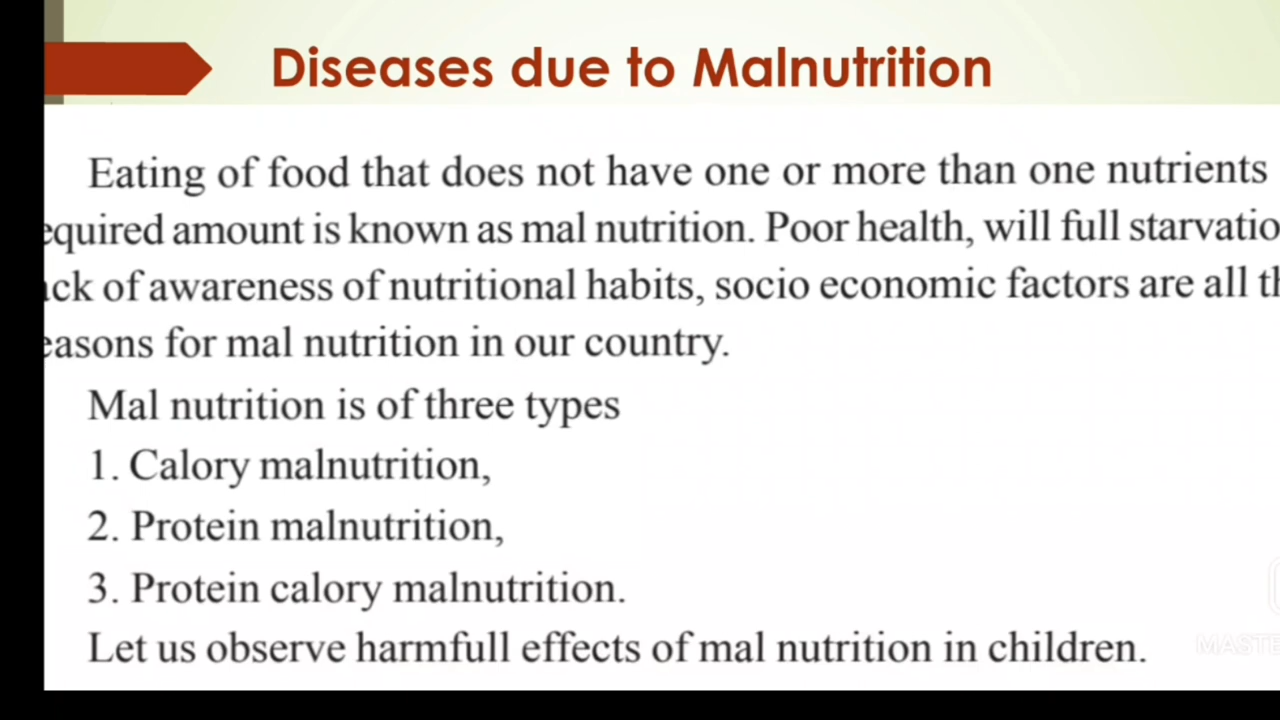 Diseases due to Malnutrition
Eating of food that does not have one or more than one nutrients
equired amount is known as mal nutrition. Poor health, will full starvatio
ck of awareness of nutritional habits, socio economic factors are all th
easons for mal nutrition in our country.
Mal nutrition is of three types
1. Calory malnutrition,
2. Protein malnutrition,
3. Protein calory malnutrition.
Let us observe harmfull effects of mal nutrition in children.
MASTE